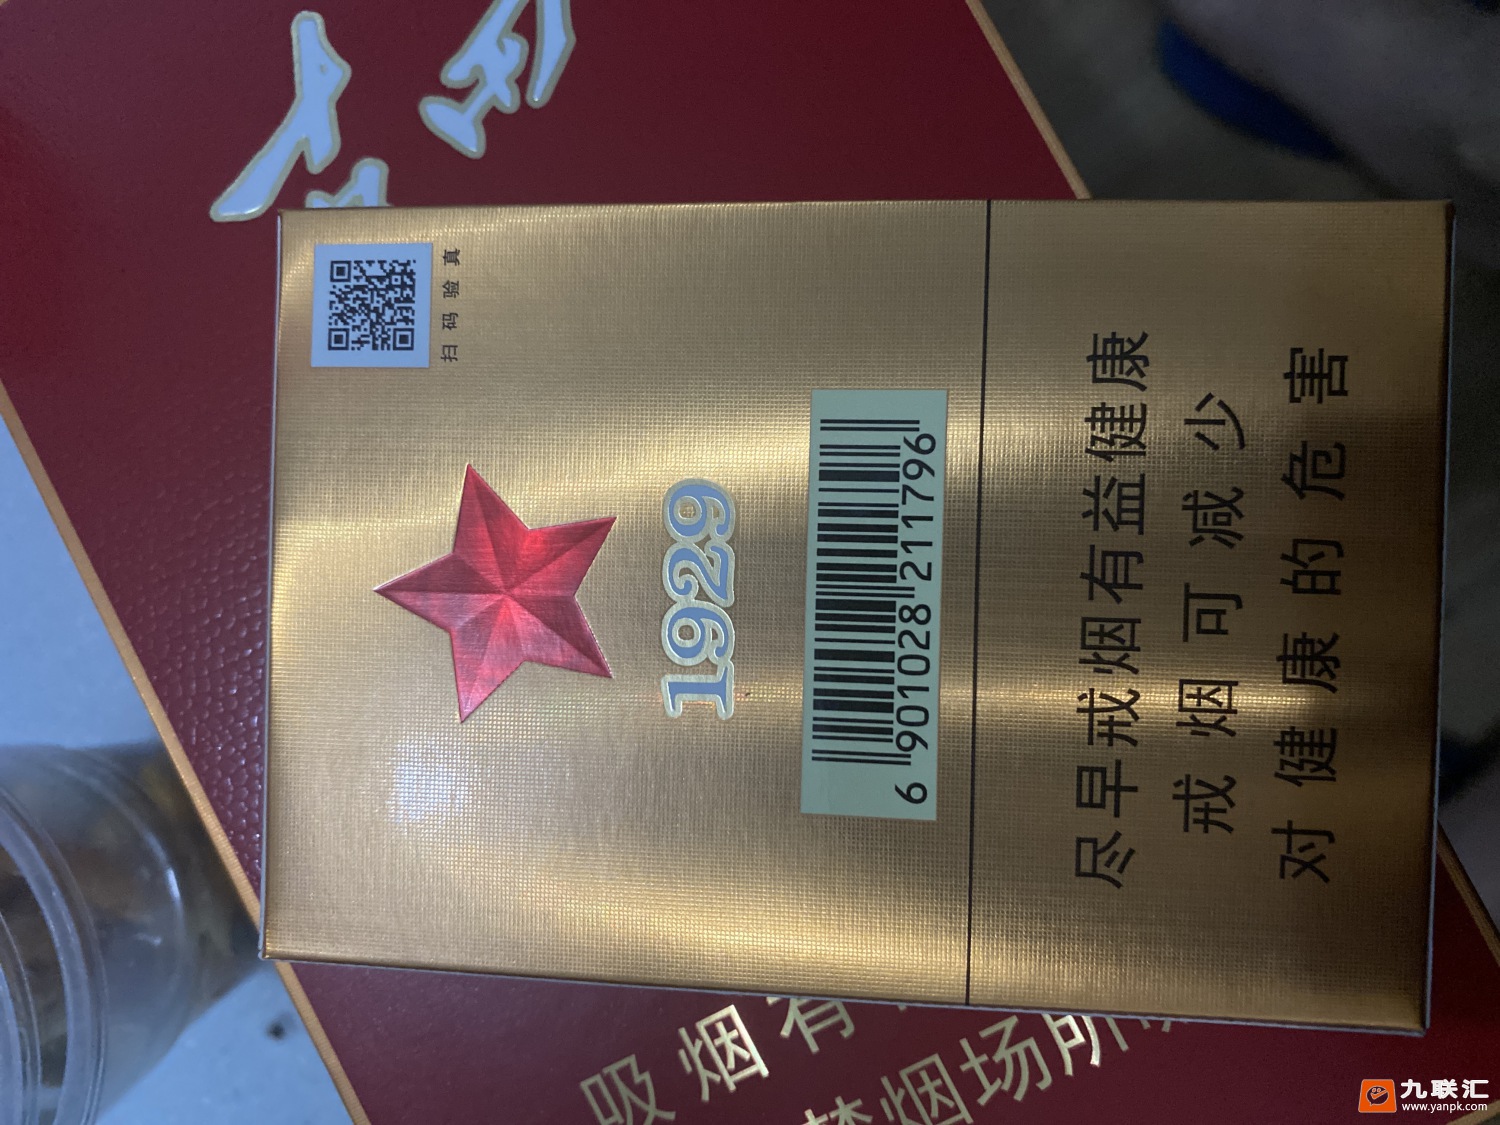 扫码验真
1929
6 901028 211796
尽早戒烟有益健康
戒烟可减少
对健康的危害
吸烟有
禁烟场所
九联汇
www.yanpk.com